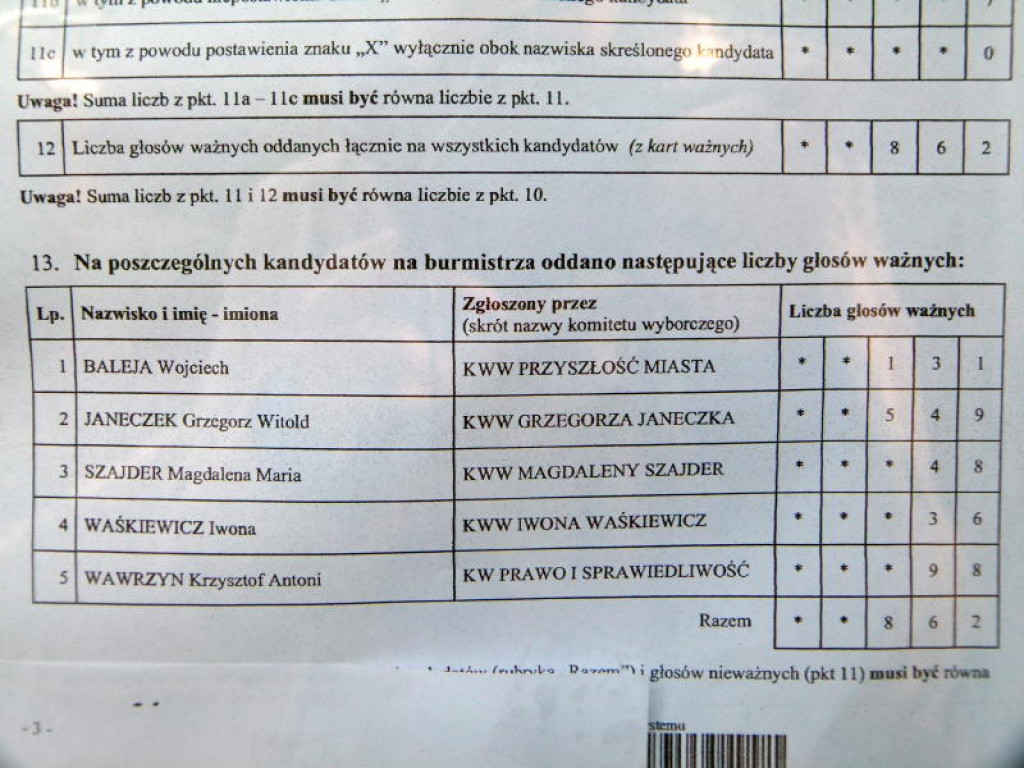 11c w tym z powodu postawienia znaku „X” wyłącznie obok nazwiska skreślonego kandydata * * * * 0
Uwaga! Suma liczb z pkt. 11a – 11c musi być równa liczbie z pkt. 11.
12 Liczba głosów ważnych oddanych łącznie na wszystkich kandydatów (z kart ważnych) * * 8 6 2
Uwaga! Suma liczb z pkt. 11 i 12 musi być równa liczbie z pkt. 10.
13. Na poszczególnych kandydatów na burmistrza oddano następujące liczby głosów ważnych:
Lp. Nazwisko i imię - imiona Zgłoszony przez (skrót nazwy komitetu wyborczego) Liczba głosów ważnych
1 BALEJA Wojciech KWW PRZYSZŁOŚĆ MIASTA * * 1 3 1
2 JANECZEK Grzegorz Witold KWW GRZEGORZA JANECZKA * * 5 4 9
3 SZAJDER Magdalena Maria KWW MAGDALENY SZAJDER * * * 4 8
4 WAŚKIEWICZ Iwona KWW IWONA WAŚKIEWICZ * * * 3 6
5 WAWRZYN Krzysztof Antoni KW PRAWO I SPRAWIEDLIWOŚĆ * * * 9 8
Razem * * 8 6 2
i głosów nieważnych (pkt 11) musi być równa
- 3 -
stemu